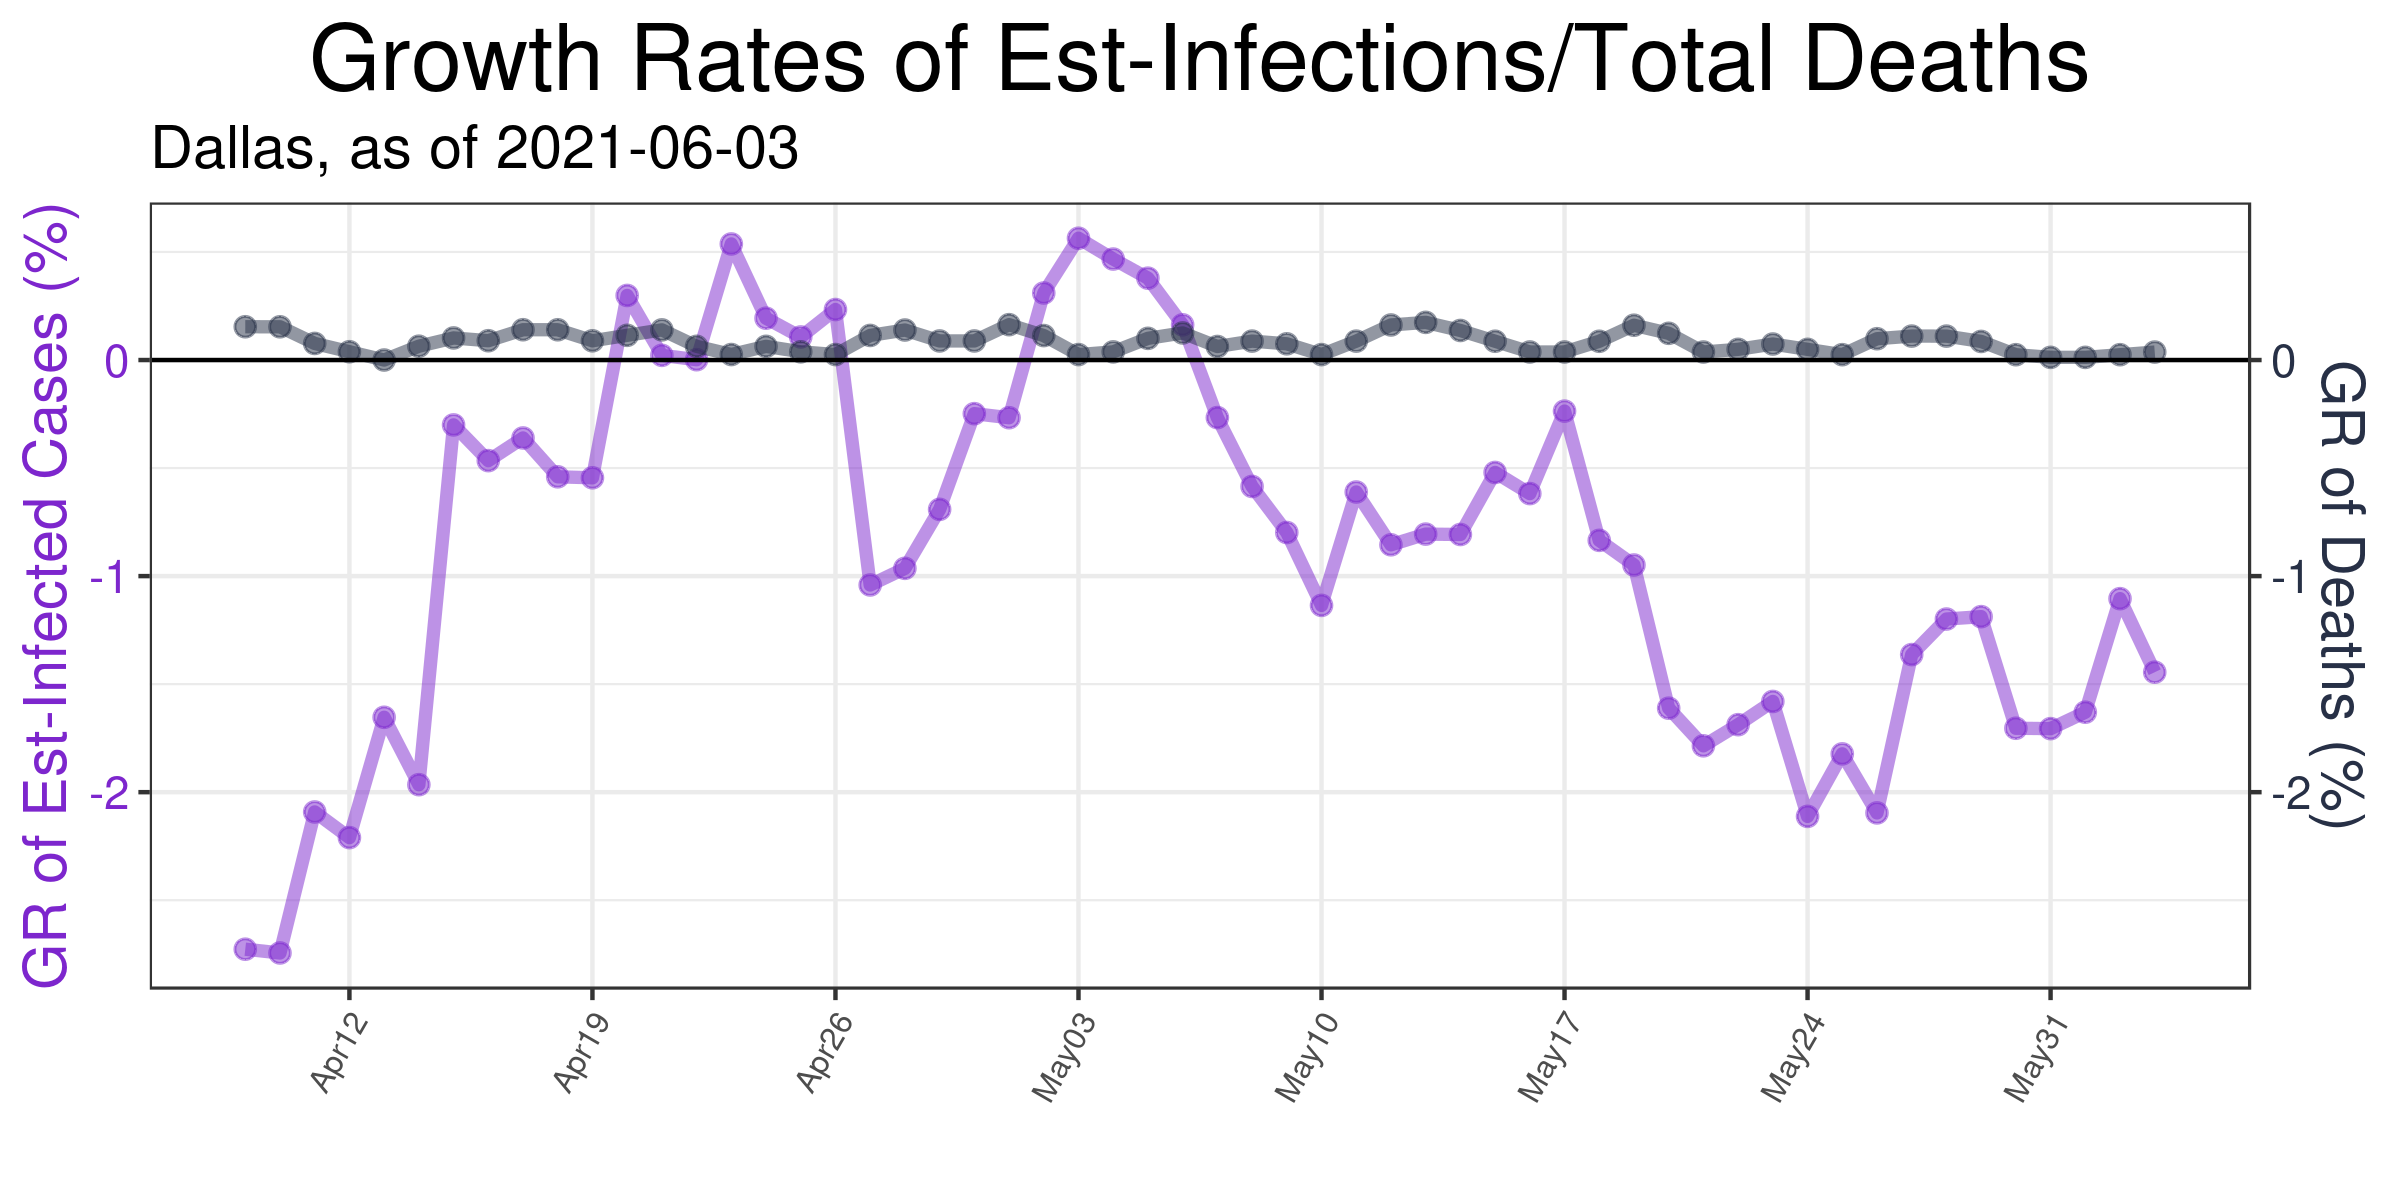 Growth Rates of Est-Infections/Total Deaths
Dallas, as of 2021-06-03
GR of Est-Infected Cases (%)
0
-1
-2
0
-1
-2
GR of Deaths (%)
Apr12
Apr19
Apr26
May03
May10
May17
May24
May31